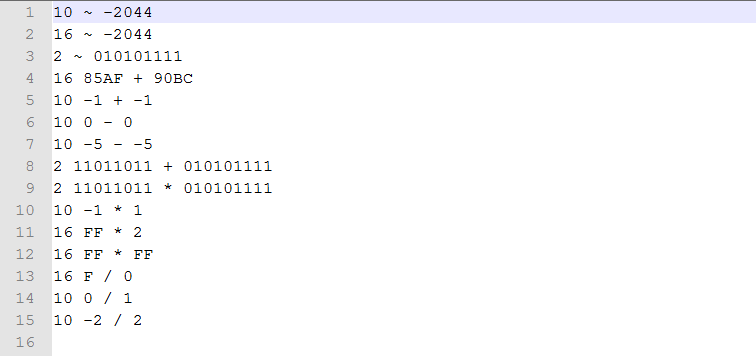 1 10 ~ -2044
2 16 ~ -2044
3 2 ~ 010101111
4 16 85AF + 90BC
5 10 -1 + -1
6 10 0 - 0
7 10 -5 - -5
8 2 11011011 + 010101111
9 2 11011011 * 010101111
10 10 -1 * 1
11 16 FF * 2
12 16 FF * FF
13 16 F / 0
14 10 0 / 1
15 10 -2 / 2
16